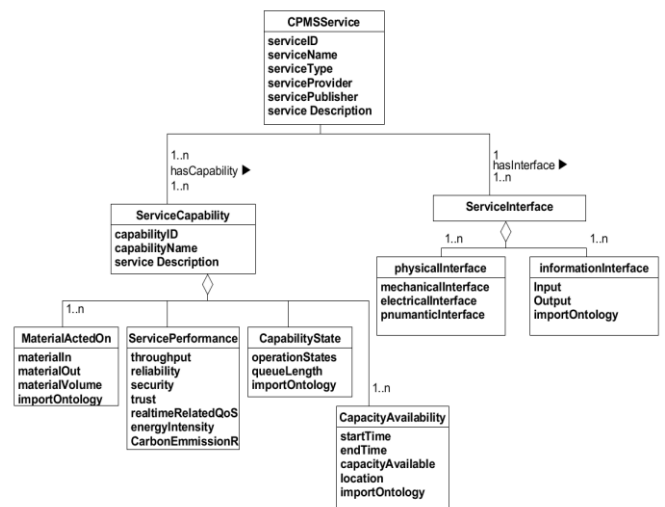 CPMSService
serviceID
serviceName
serviceType
serviceProvider
servicePublisher
service Description
1..n
hasCapability ▶
1..n
1
hasInterface ▶
1..n
ServiceCapability
capabilityID
capabilityName
service Description
ServiceInterface
1..n
1..n
physicalInterface
mechanicalInterface
electricalInterface
pnumanticInterface
informationInterface
Input
Output
importOntology
1..n
MaterialActedOn
materialIn
materialOut
materialVolume
importOntology
ServicePerformance
throughput
reliability
security
trust
realtimeRelatedQoS
energyIntensity
CarbonEmmissionR
CapabilityState
operationStates
queueLength
importOntology
1..n
CapacityAvailability
startTime
endTime
capacityAvailable
location
importOntology